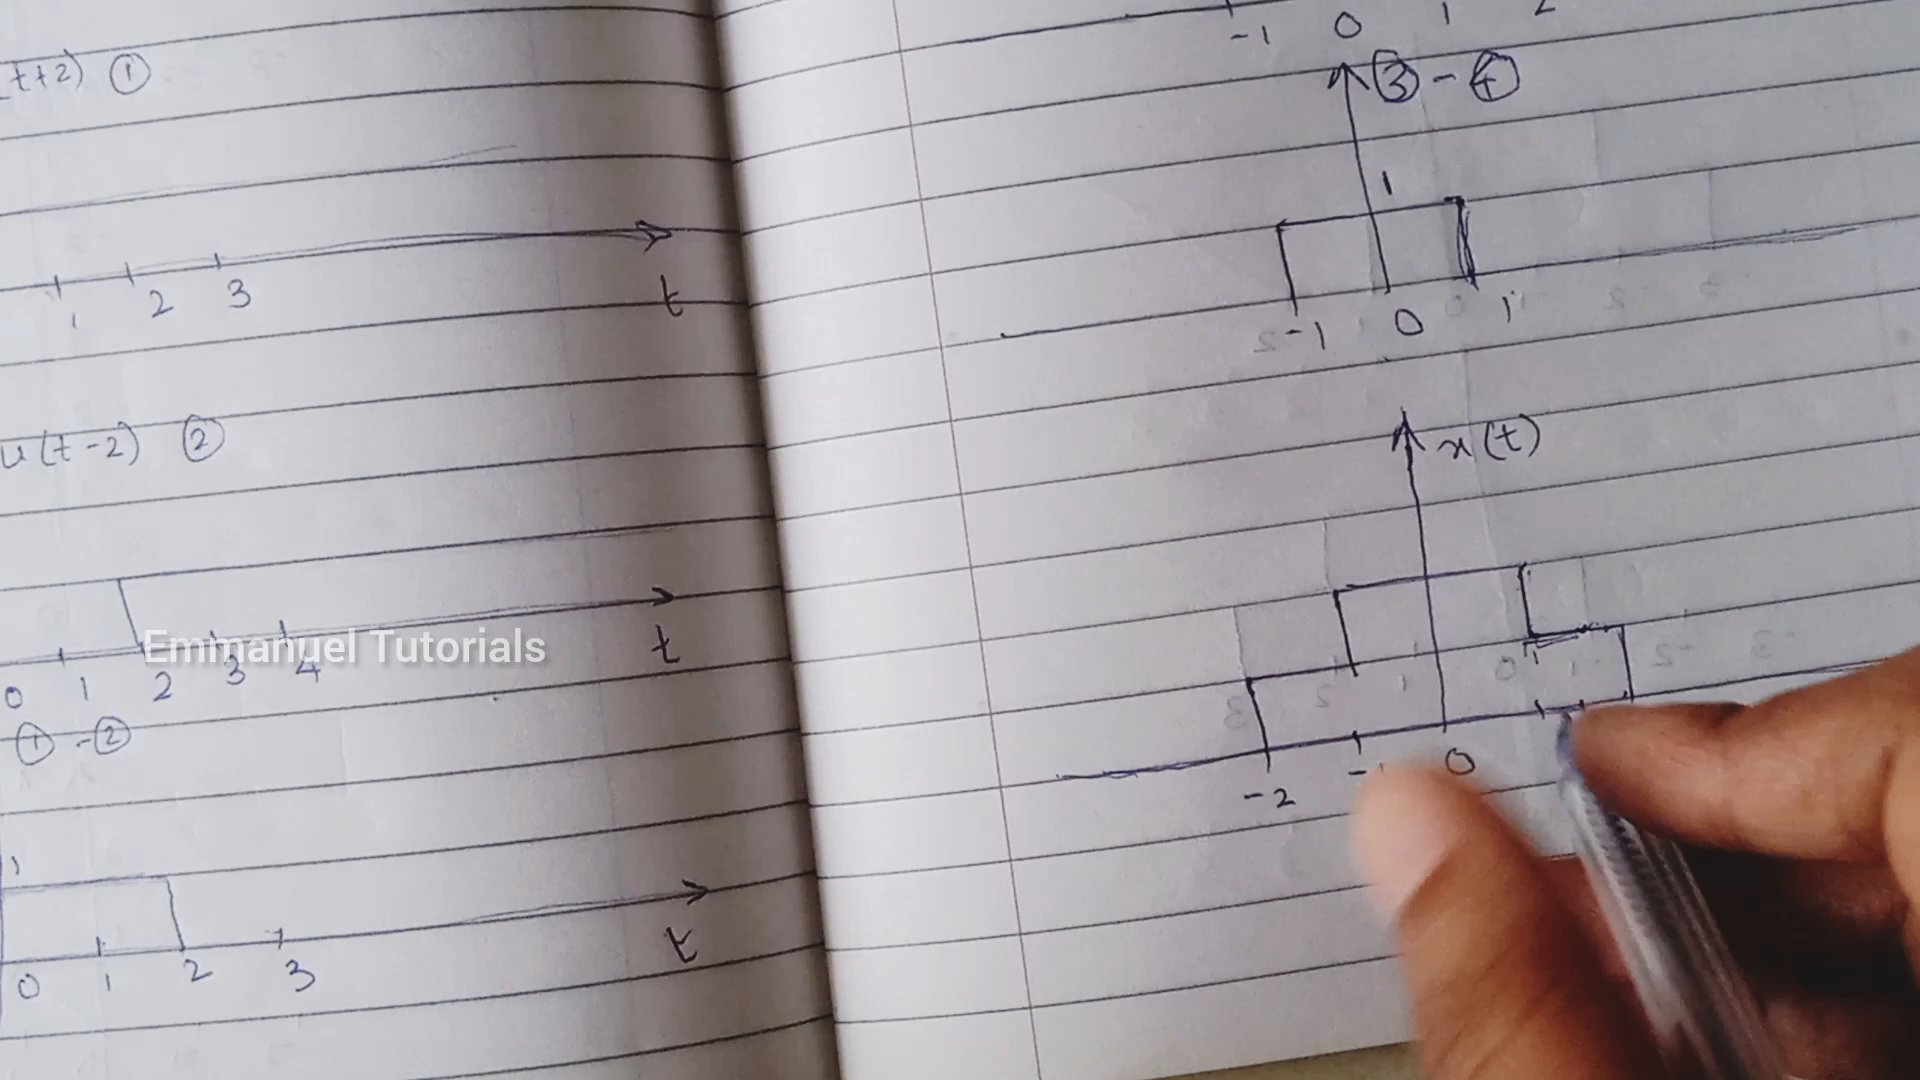 t+2) ①
1 2 3 t
u(t-2) ②
0 1 2 3 4 t
Emmanuel Tutorials
① - ②
1
0 1 2 3 t
-1 0 1 2
③ - ④
1
-1 0 1
x(t)
-2 -1 0